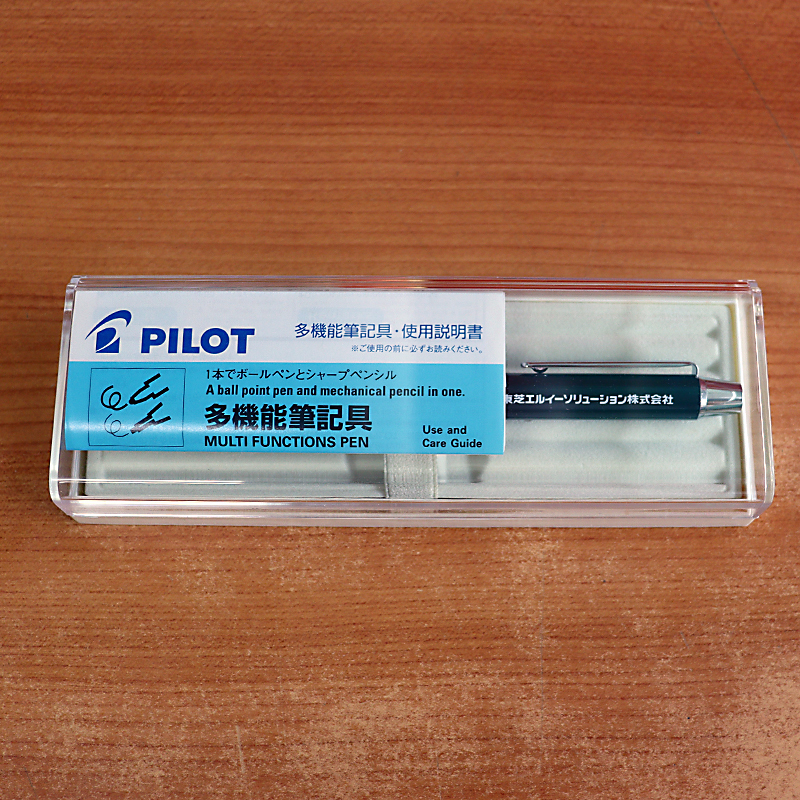 PILOT
多機能筆記具・使用説明書
※ご使用の前に必ずお読みください。
1本でボールペンとシャープペンシル
A ball point pen and mechanical pencil in one.
多機能筆記具
MULTI FUNCTIONS PEN
Use and
Care Guide
東芝エルイーソリューション株式会社